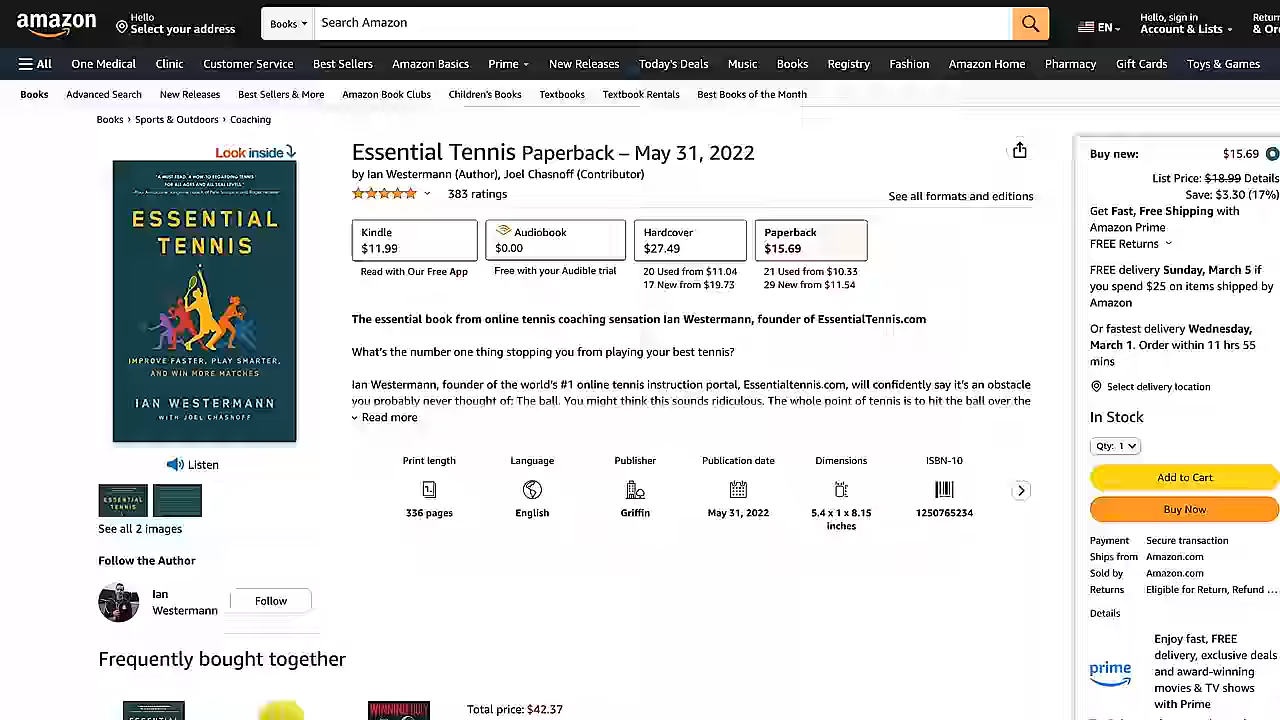 amazon
Hello
Select your address
Books
Search Amazon
EN
Hello, sign in
Account & Lists
Return
& Or
All
One Medical
Clinic
Customer Service
Best Sellers
Amazon Basics
Prime
New Releases
Today's Deals
Music
Books
Registry
Fashion
Amazon Home
Pharmacy
Gift Cards
Toys & Games
Books
Advanced Search
New Releases
Best Sellers & More
Amazon Book Clubs
Children's Books
Textbooks
Textbook Rentals
Best Books of the Month
Books › Sports & Outdoors › Coaching
Look inside
ESSENTIAL
TENNIS
IMPROVE FASTER, PLAY SMARTER,
AND WIN MORE MATCHES
IAN WESTERMANN
WITH JOEL CHASNOFF
Listen
ESSENTIAL
TENNIS
See all 2 images
Follow the Author
Ian
Westermann
Follow
Essential Tennis Paperback – May 31, 2022
by Ian Westermann (Author), Joel Chasnoff (Contributor)
383 ratings
See all formats and editions
Kindle
$11.99
Read with Our Free App
Audiobook
$0.00
Free with your Audible trial
Hardcover
$27.49
20 Used from $11.04
17 New from $19.73
Paperback
$15.69
21 Used from $10.33
29 New from $11.54
The essential book from online tennis coaching sensation Ian Westermann, founder of EssentialTennis.com
What's the number one thing stopping you from playing your best tennis?
Ian Westermann, founder of the world's #1 online tennis instruction portal, Essentialtennis.com, will confidently say it's an obstacle
you probably never thought of: The ball. You might think this sounds ridiculous. The whole point of tennis is to hit the ball over the
Read more
Print length
336 pages
Language
English
Publisher
Griffin
Publication date
May 31, 2022
Dimensions
5.4 x 1 x 8.15
inches
ISBN-10
1250765234
Buy new:
$15.69
List Price: $18.99 Details
Save: $3.30 (17%)
Get Fast, Free Shipping with
Amazon Prime
FREE Returns
FREE delivery Sunday, March 5 if
you spend $25 on items shipped by
Amazon
Or fastest delivery Wednesday,
March 1. Order within 11 hrs 55
mins
Select delivery location
In Stock
Qty: 1
Add to Cart
Buy Now
Payment Secure transaction
Ships from Amazon.com
Sold by Amazon.com
Returns Eligible for Return, Refund ...
Details
prime
Enjoy fast, FREE
delivery, exclusive deals
and award-winning
movies & TV shows
with Prime
Frequently bought together
ESSENTIAL
WINNING UGLY
Total price: $42.37